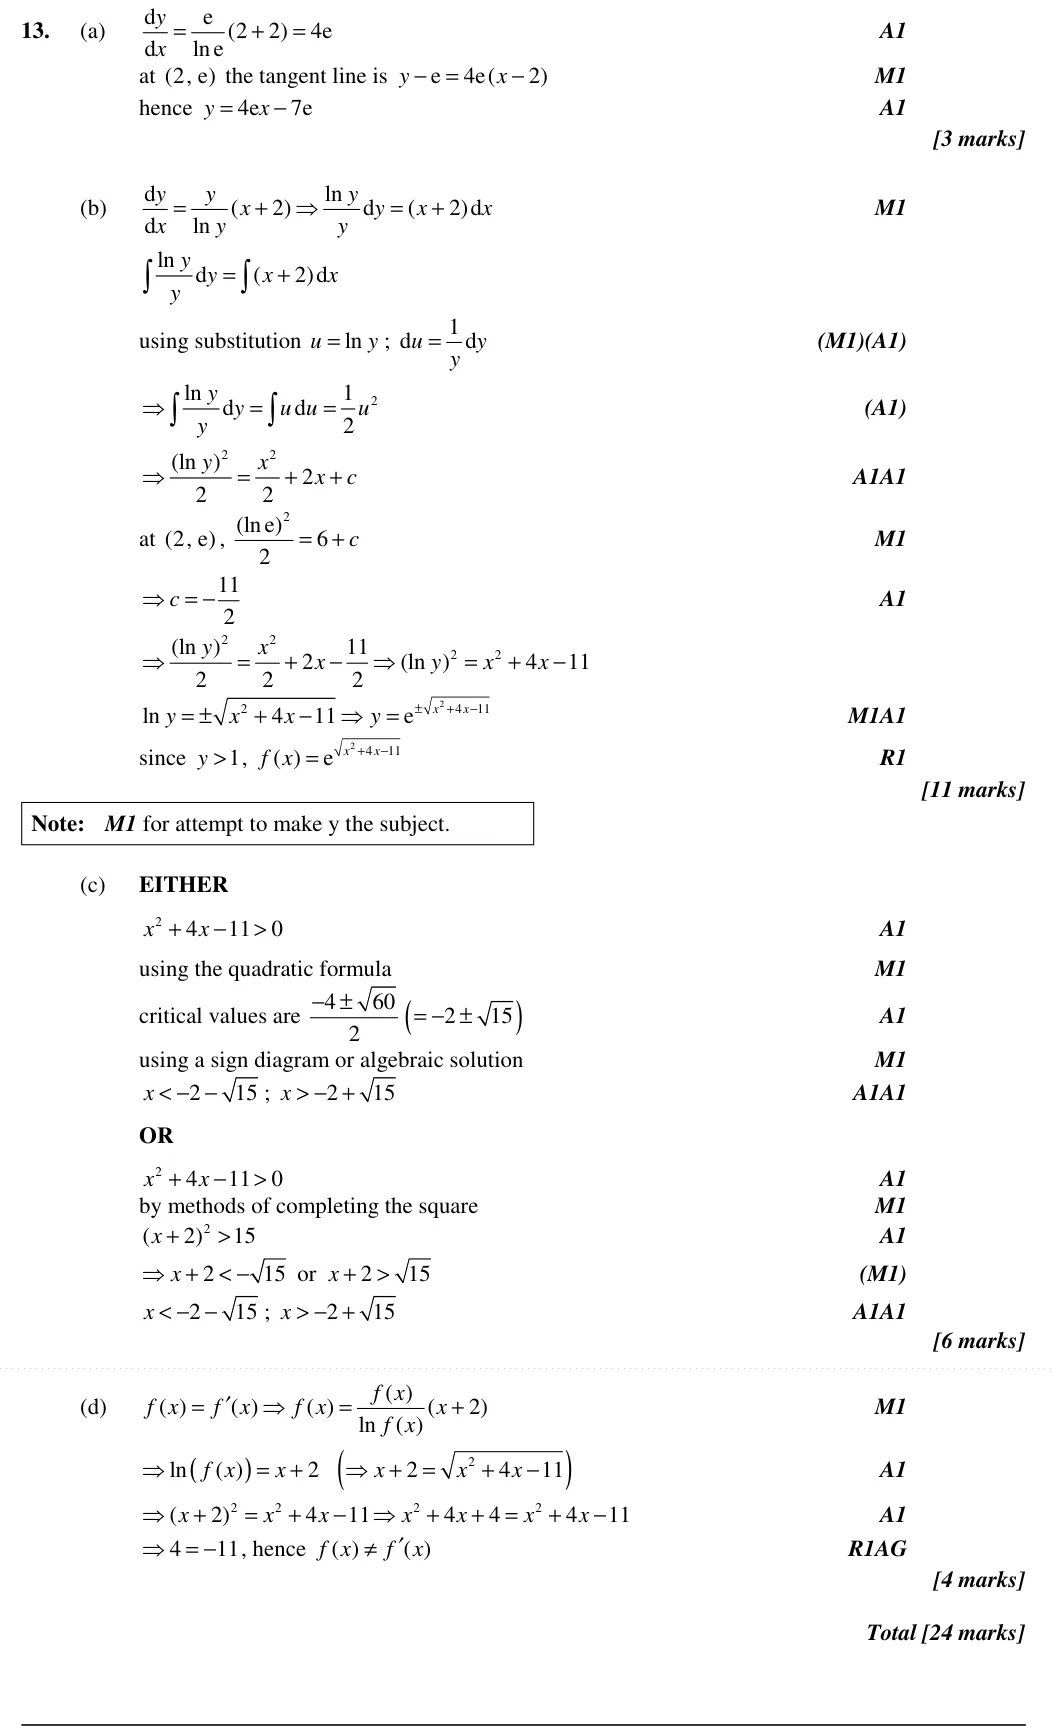 13. (a) dy/dx = e/ln e (2 + 2) = 4e A1
at (2, e) the tangent line is y − e = 4e(x − 2) M1
hence y = 4ex − 7e A1
[3 marks]
(b) dy/dx = y/ln y (x + 2) ⇒ ln y/y dy = (x + 2)dx M1
∫ ln y/y dy = ∫(x + 2)dx
using substitution u = ln y ; du = 1/y dy (M1)(A1)
⇒ ∫ ln y/y dy = ∫ u du = 1/2 u² (A1)
⇒ (ln y)²/2 = x²/2 + 2x + c A1A1
at (2, e), (ln e)²/2 = 6 + c M1
⇒ c = −11/2 A1
⇒ (ln y)²/2 = x²/2 + 2x − 11/2 ⇒ (ln y)² = x² + 4x − 11
ln y = ±√(x² + 4x − 11) ⇒ y = e^(±√(x² + 4x − 11)) M1A1
since y > 1, f(x) = e^(√(x² + 4x − 11)) R1
[11 marks]
Note: M1 for attempt to make y the subject.
(c) EITHER
x² + 4x − 11 > 0 A1
using the quadratic formula M1
critical values are (−4 ± √60)/2 (= −2 ± √15) A1
using a sign diagram or algebraic solution M1
x < −2 − √15 ; x > −2 + √15 A1A1
OR
x² + 4x − 11 > 0 A1
by methods of completing the square M1
(x + 2)² > 15 A1
⇒ x + 2 < −√15 or x + 2 > √15 (M1)
x < −2 − √15 ; x > −2 + √15 A1A1
[6 marks]
(d) f(x) = f′(x) ⇒ f(x) = f(x)/ln f(x) (x + 2) M1
⇒ ln(f(x)) = x + 2 (⇒ x + 2 = √(x² + 4x − 11)) A1
⇒ (x + 2)² = x² + 4x − 11 ⇒ x² + 4x + 4 = x² + 4x − 11 A1
⇒ 4 = −11, hence f(x) ≠ f′(x) R1AG
[4 marks]
Total [24 marks]